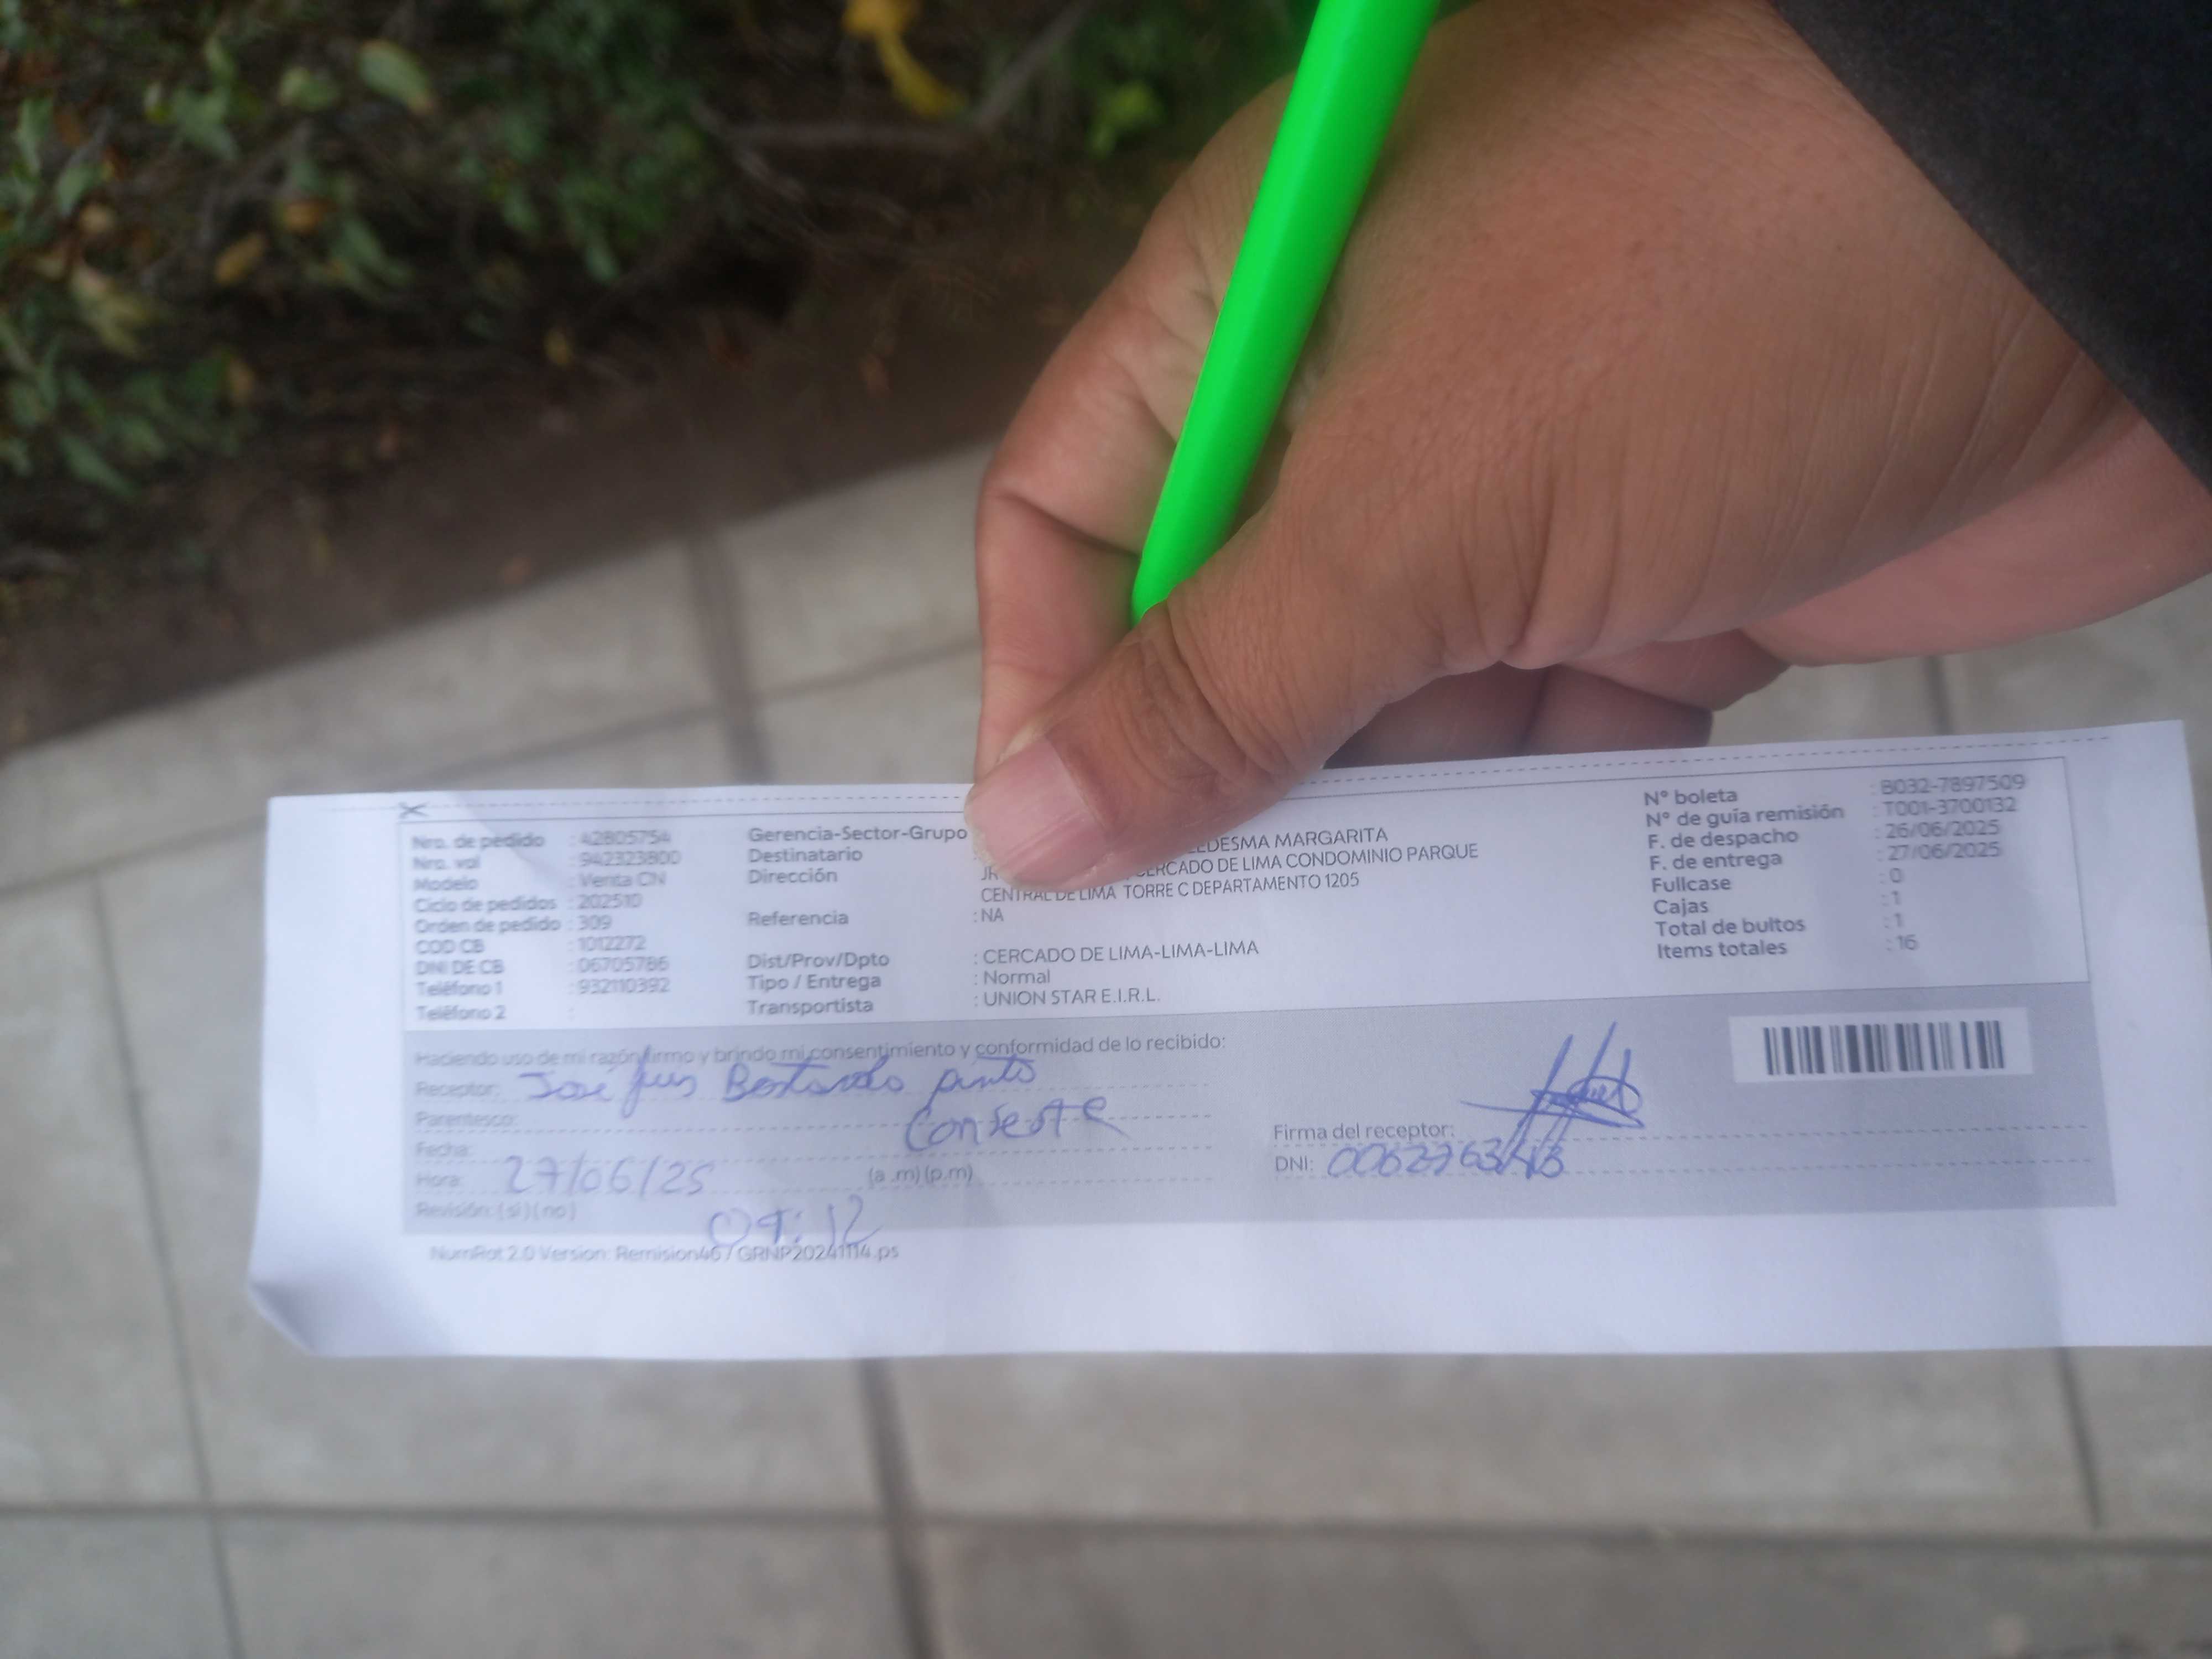 Nro. de pedido : 42805754
Nro. val : 942323800
Modelo : Venta CN
Ciclo de pedidos : 202510
Orden de pedido : 309
COD CB : 1012272
DNI DE CB : 06705786
Teléfono 1 : 932110392
Teléfono 2 :
Gerencia-Sector-Grupo
Destinatario LEDESMA MARGARITA
Dirección JR CERCADO DE LIMA CONDOMINIO PARQUE
CENTRAL DE LIMA TORRE C DEPARTAMENTO 1205
Referencia : NA
Dist/Prov/Dpto : CERCADO DE LIMA-LIMA-LIMA
Tipo / Entrega : Normal
Transportista : UNION STAR E.I.R.L.
N° boleta : B032-7897509
N° de guía remisión : T001-3700132
F. de despacho : 26/06/2025
F. de entrega : 27/06/2025
Fullcase : 0
Cajas : 1
Total de bultos : 1
Items totales : 16
Haciendo uso de mi razón firmo y brindo mi consentimiento y conformidad de lo recibido:
Receptor: José
Parentesco: Conserje
Fecha: 27/06/25
Hora: (a .m) (p.m)
Revisión: ( si ) ( no )
Firma del receptor:
DNI:
NumRot 2.0 Version: Remision46 / GRNP20241114.ps